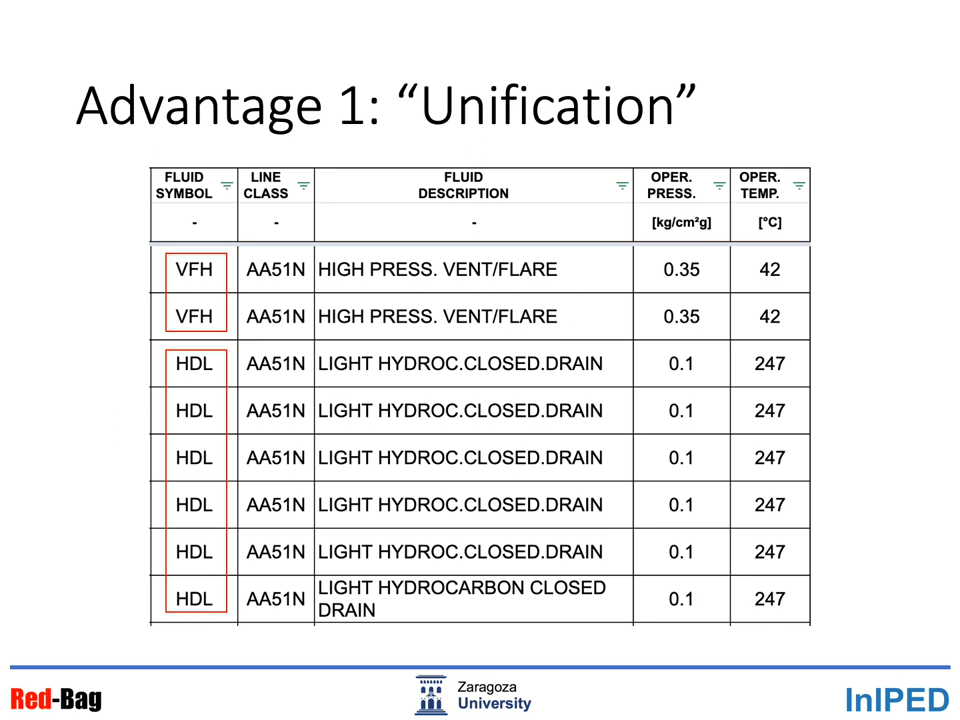 Advantage 1: “Unification”
FLUID SYMBOL LINE CLASS FLUID DESCRIPTION OPER. PRESS. OPER. TEMP.
- - - [kg/cm²g] [°C]
VFH AA51N HIGH PRESS. VENT/FLARE 0.35 42
VFH AA51N HIGH PRESS. VENT/FLARE 0.35 42
HDL AA51N LIGHT HYDROC.CLOSED.DRAIN 0.1 247
HDL AA51N LIGHT HYDROC.CLOSED.DRAIN 0.1 247
HDL AA51N LIGHT HYDROC.CLOSED.DRAIN 0.1 247
HDL AA51N LIGHT HYDROC.CLOSED.DRAIN 0.1 247
HDL AA51N LIGHT HYDROC.CLOSED.DRAIN 0.1 247
HDL AA51N LIGHT HYDROCARBON CLOSED DRAIN 0.1 247
Red-Bag
Zaragoza
University
InIPED